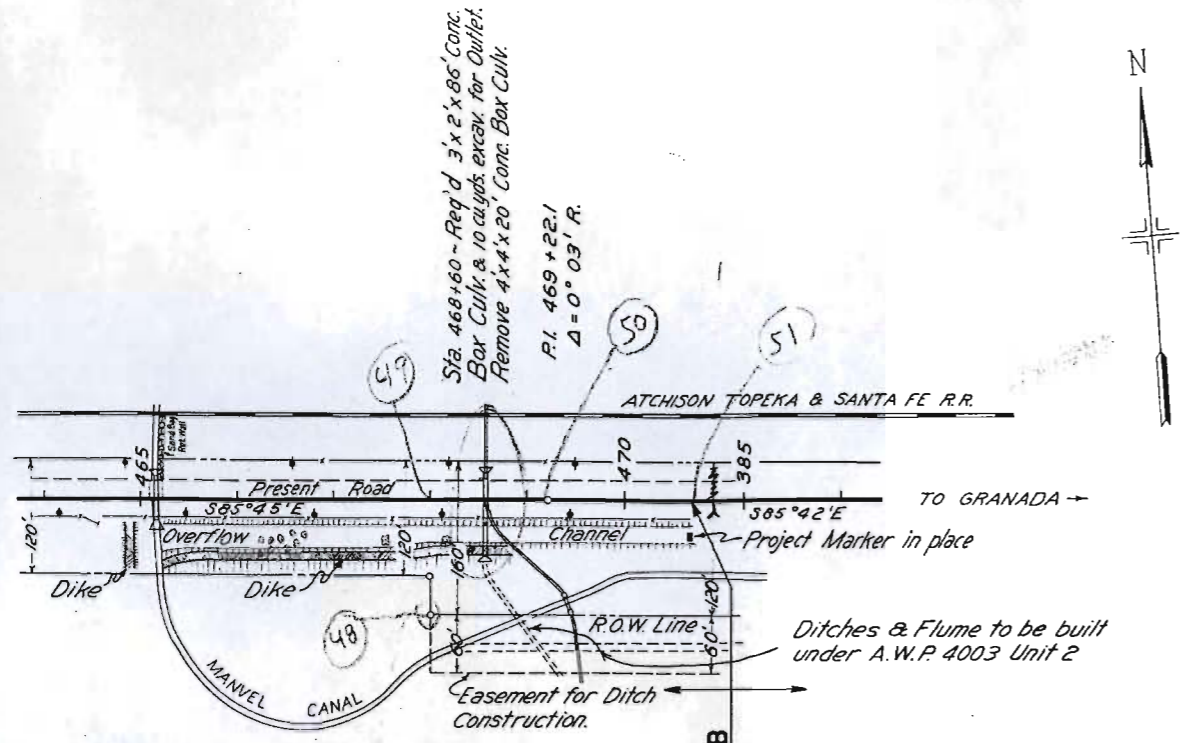 Sta. 468+60 ~ Req'd 3'x2'x86' Conc.
Box Culv. & 10 cu.yds. excav. for Outlet.
Remove 4'x4'x20' Conc. Box Culv.
P.I. 469+22.1
Δ = 0° 03' R.
N
49
50
51
ATCHISON TOPEKA & SANTA FE R.R.
465
470
385
Present Road
S85°45'E
S85°42'E
TO GRANADA →
Overflow
Channel
Project Marker in place
120'
120'
160'
120'
Dike
Dike
48
R.O.W. Line
60'
60'
Ditches & Flume to be built
under A.W.P. 4003 Unit 2
MANVEL CANAL
Easement for Ditch
Construction.
B